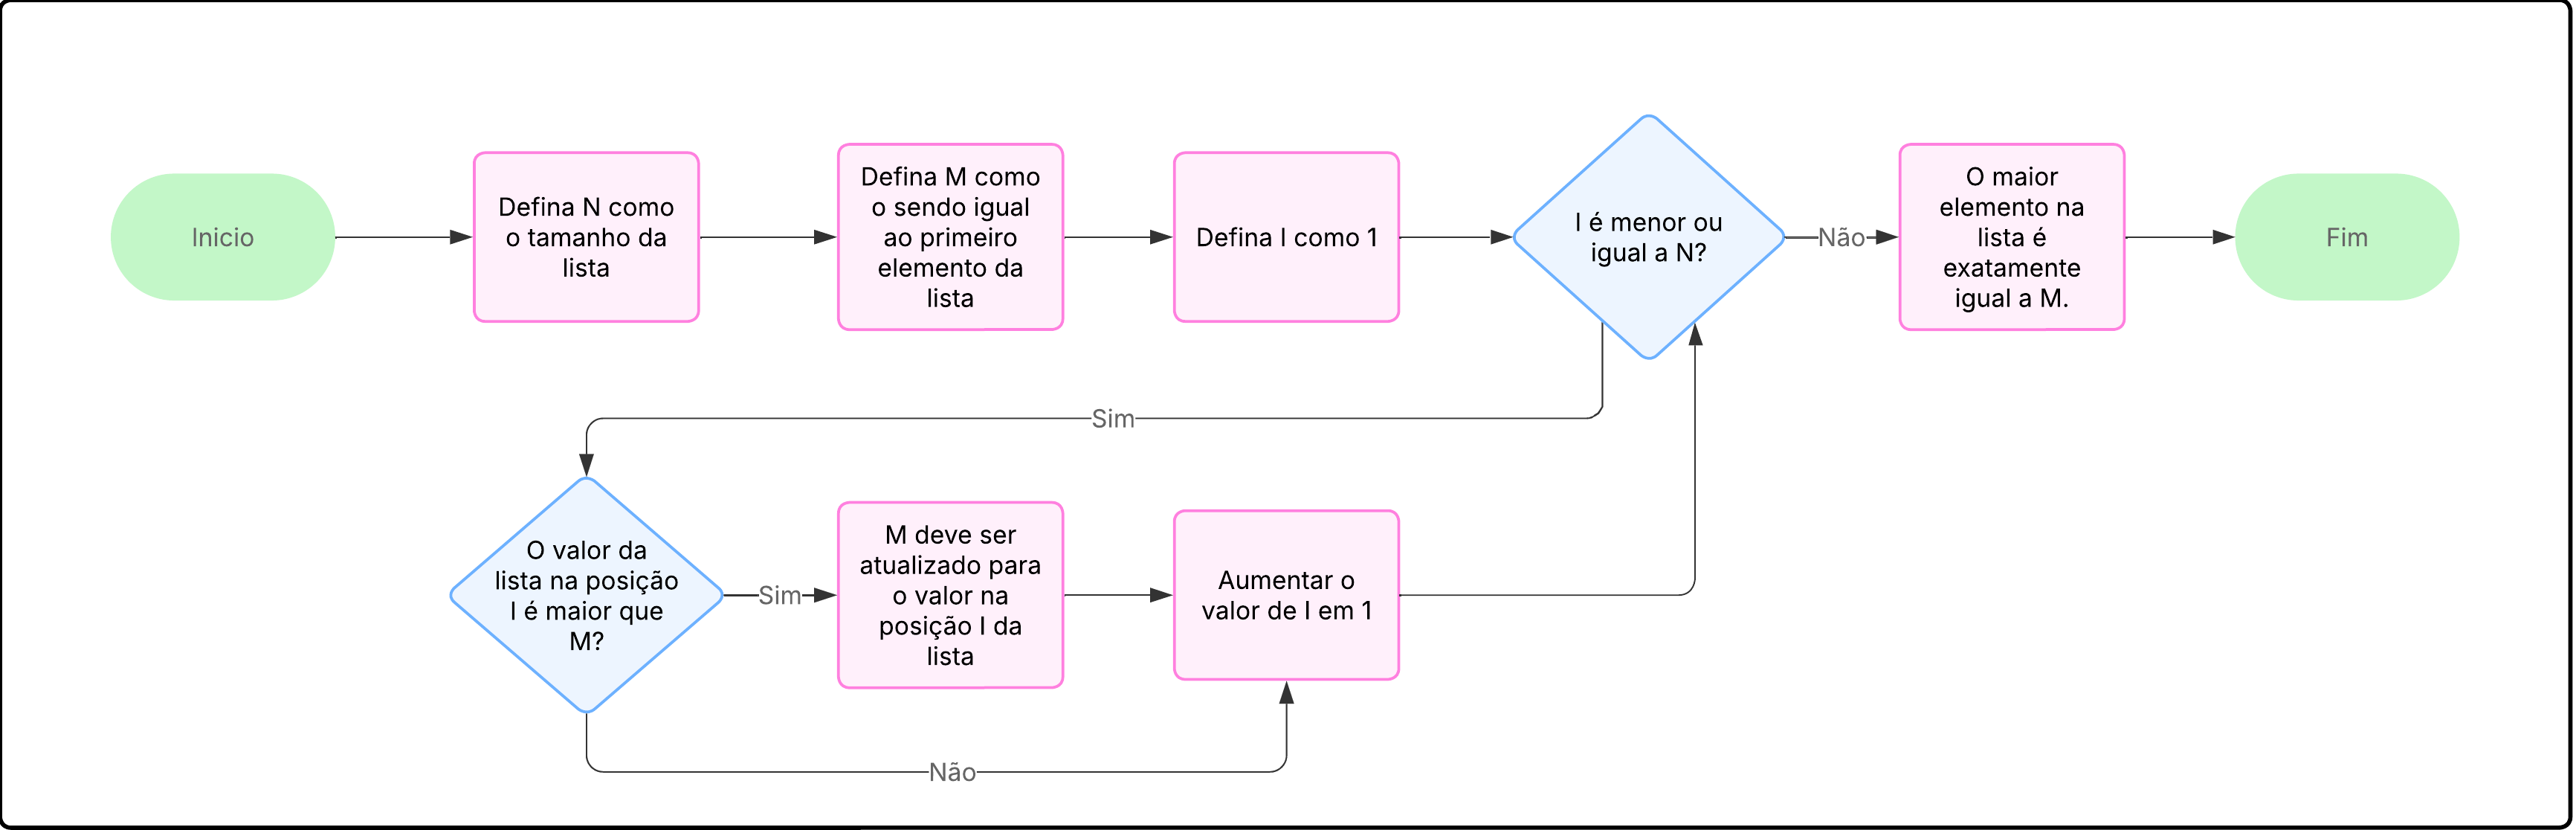 Inicio
Defina N como
o tamanho da
lista
Defina M como
o sendo igual
ao primeiro
elemento da
lista
Defina I como 1
I é menor ou
igual a N?
Não
O maior
elemento na
lista é
exatamente
igual a M.
Fim
Sim
O valor da
lista na posição
I é maior que
M?
Sim
M deve ser
atualizado para
o valor na
posição I da
lista
Aumentar o
valor de I em 1
Não